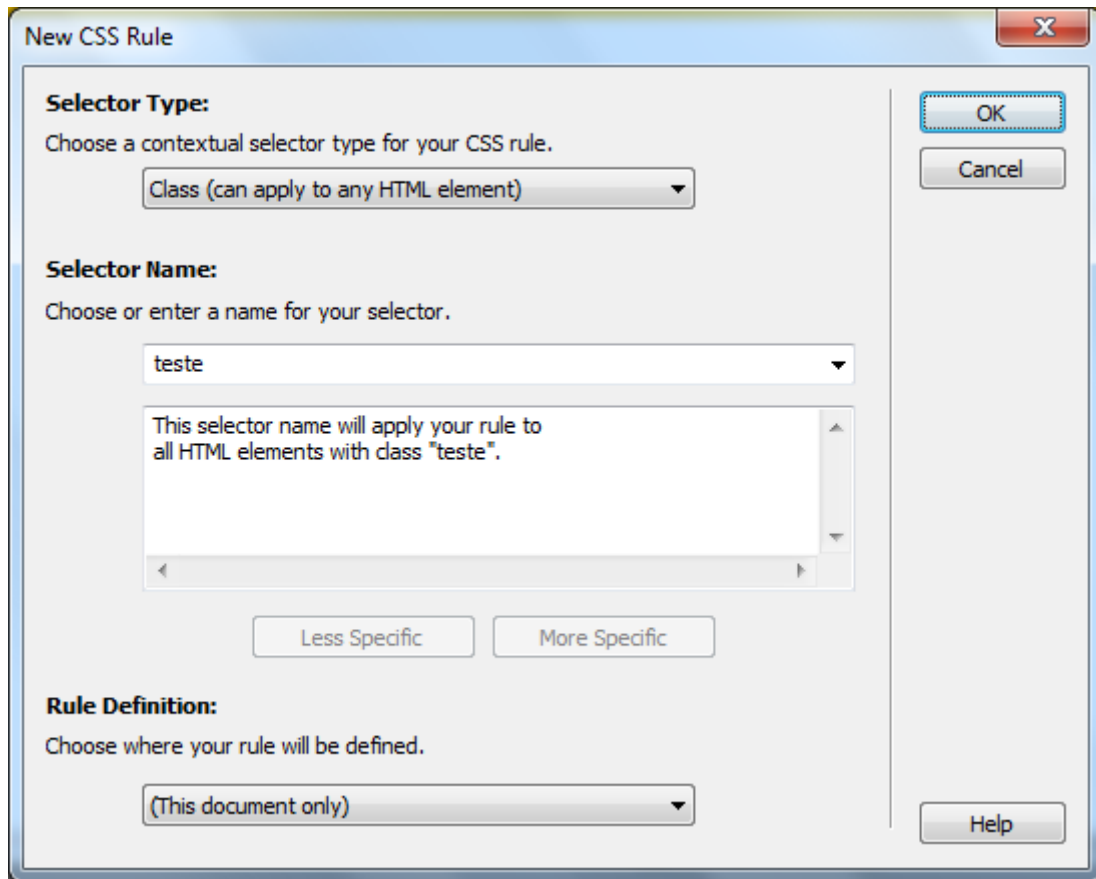 New CSS Rule
X
Selector Type:
OK
Choose a contextual selector type for your CSS rule.
Cancel
Class (can apply to any HTML element)
Selector Name:
Choose or enter a name for your selector.
teste
This selector name will apply your rule to
all HTML elements with class "teste".
Less Specific
More Specific
Rule Definition:
Choose where your rule will be defined.
(This document only)
Help